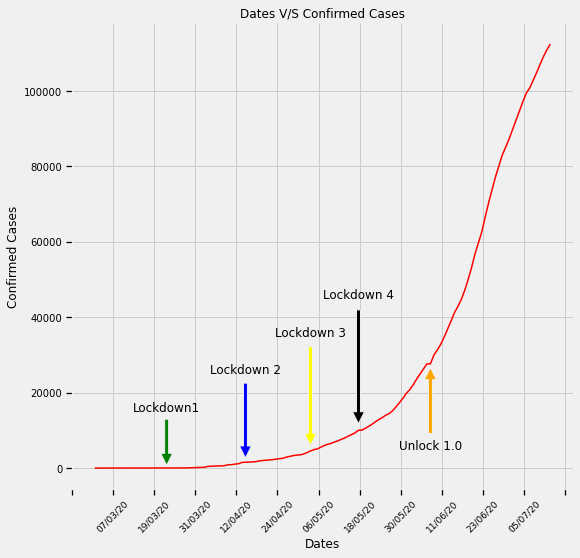 Dates V/S Confirmed Cases
100000
80000
60000
40000
20000
0
Confirmed Cases
Lockdown 4
Lockdown 3
Lockdown 2
Lockdown1
Unlock 1.0
07/03/20
19/03/20
31/03/20
12/04/20
24/04/20
06/05/20
18/05/20
30/05/20
11/06/20
23/06/20
05/07/20
Dates